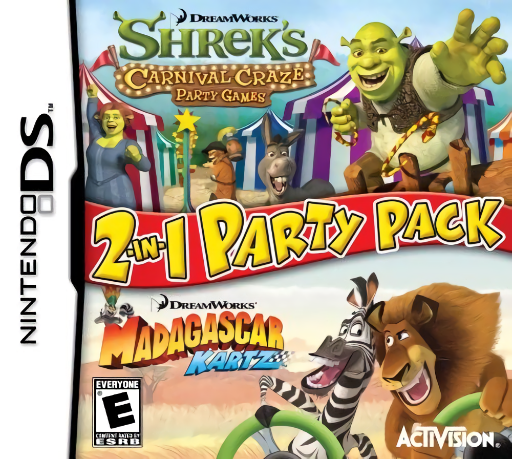 NINTENDO DS™
DREAMWORKS
SHREK'S
CARNIVAL CRAZE
PARTY GAMES
2-IN-1 PARTY PACK
DREAMWORKS
MADAGASCAR
KARTZ
EVERYONE
E
CONTENT RATED BY
ESRB
ACTIVISION